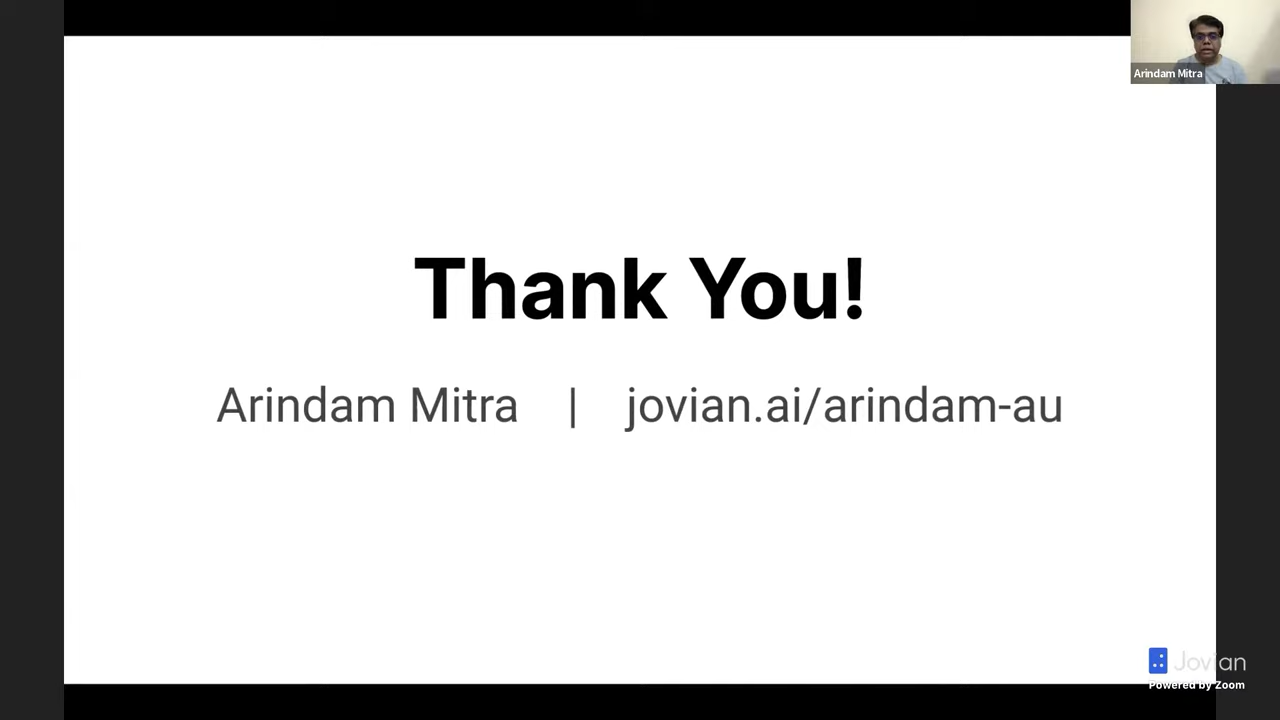 Arindam Mitra
Thank You!
Arindam Mitra | jovian.ai/arindam-au
Jovian
Powered by Zoom